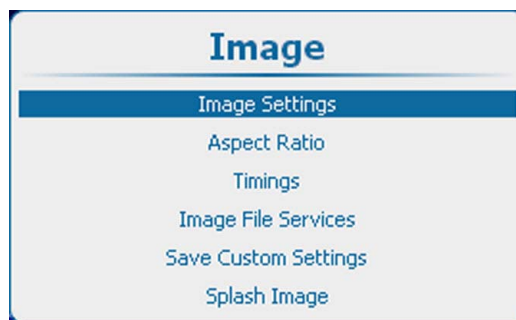 Image
Image Settings
Aspect Ratio
Timings
Image File Services
Save Custom Settings
Splash Image